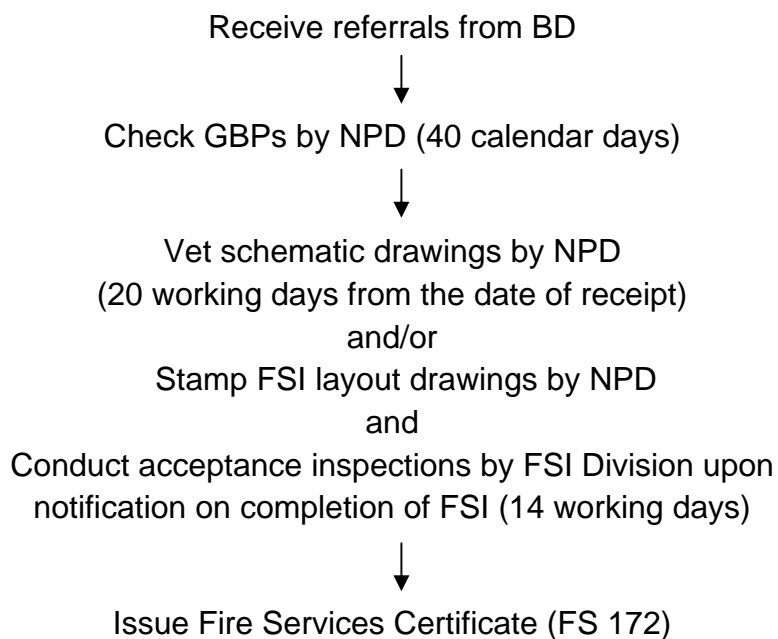 Receive referrals from BD
Check GBPs by NPD (40 calendar days)
Vet schematic drawings by NPD
(20 working days from the date of receipt)
and/or
Stamp FSI layout drawings by NPD
and
Conduct acceptance inspections by FSI Division upon
notification on completion of FSI (14 working days)
Issue Fire Services Certificate (FS 172)